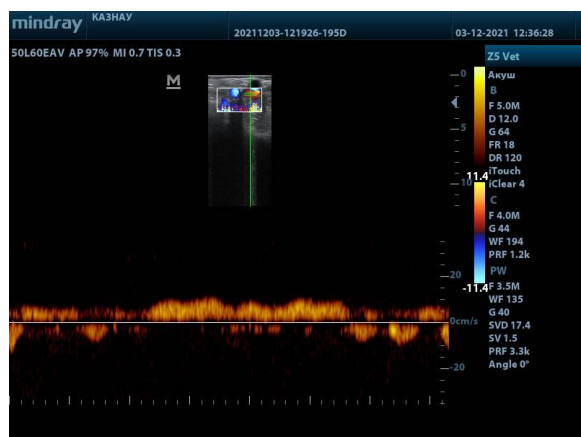 mindray
КАЗНАУ
20211203-121926-195D
03-12-2021 12:36:28
50L60EAV AP 97% MI 0.7 TIS 0.3
Z5 Vet
M
Акуш
B
F 5.0M
D 12.0
G 64
FR 18
DR 120
iTouch
iClear 4
C
F 4.0M
G 44
WF 194
PRF 1.2k
PW
F 3.5M
WF 135
G 40
SVD 17.4
SV 1.5
PRF 3.3k
Angle 0°
0
5
10
11.4
-11.4
20
0cm/s
-20